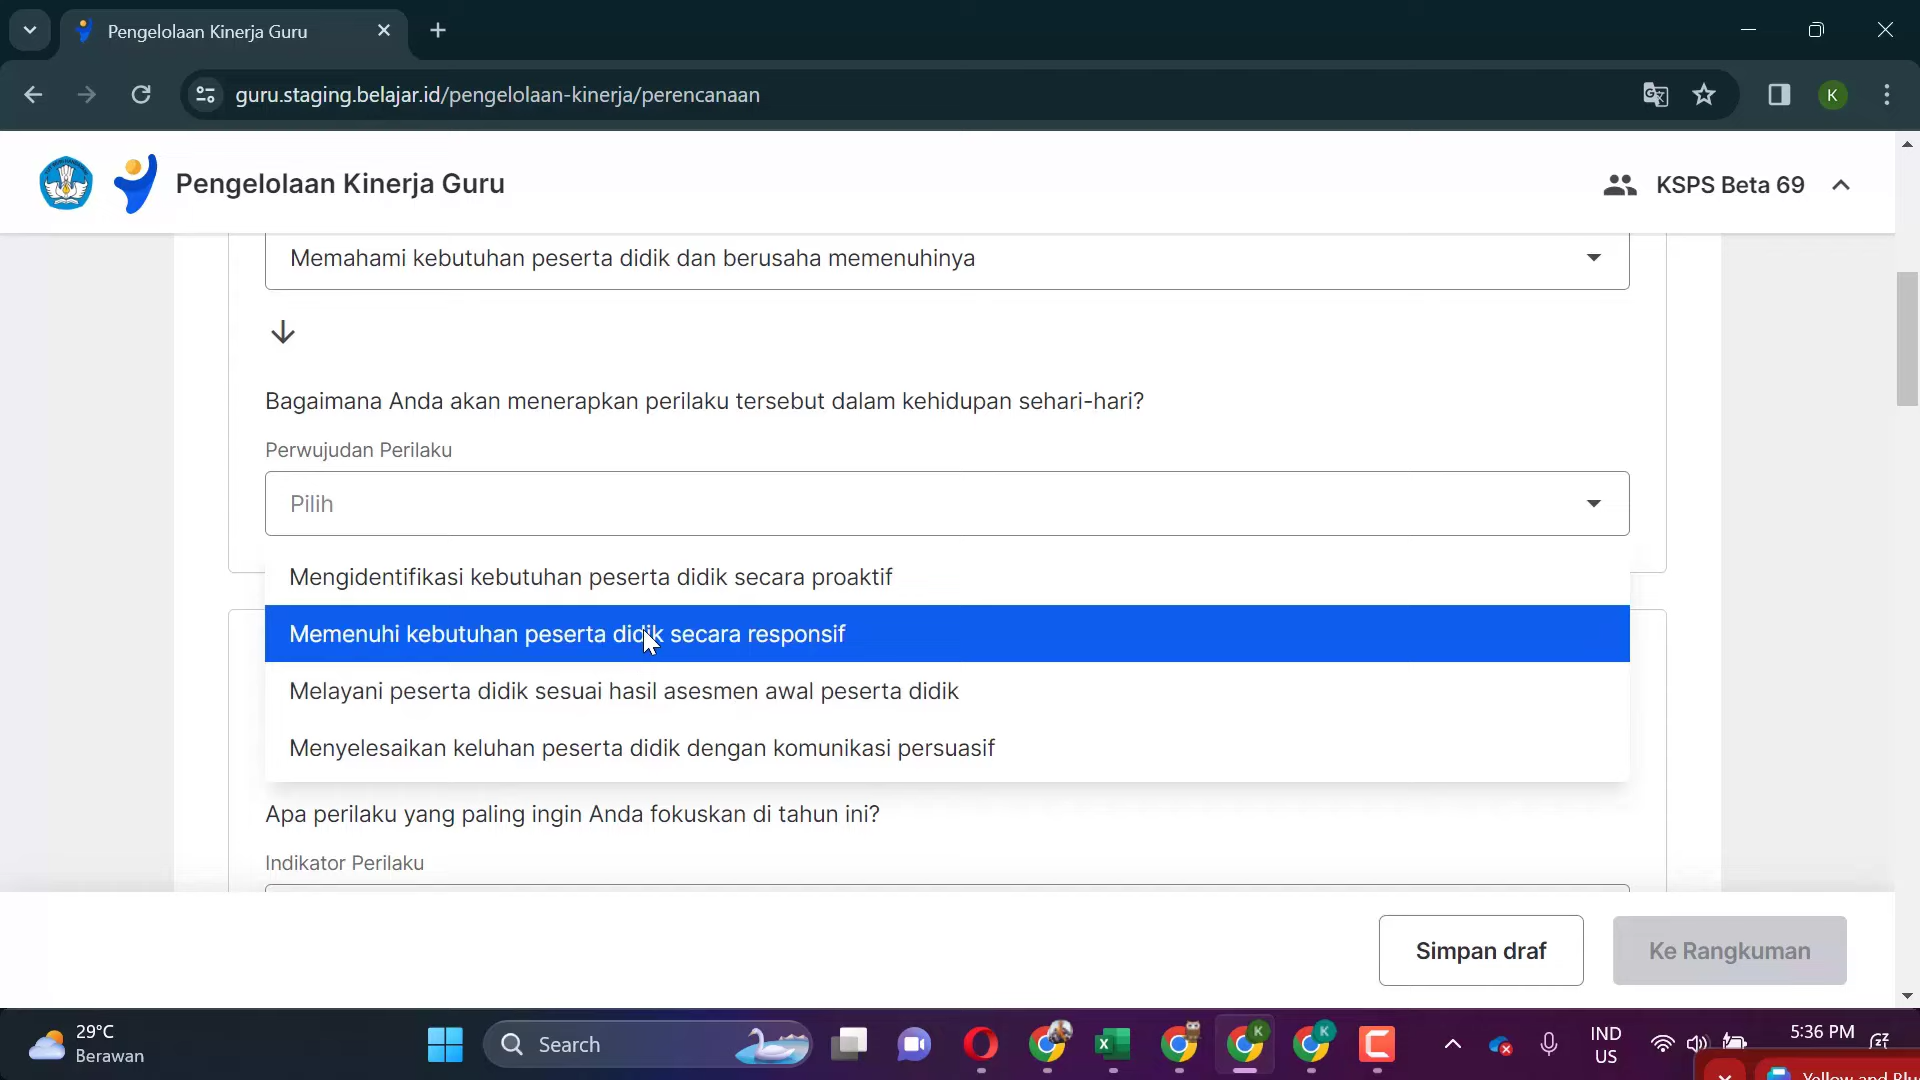 Pengelolaan Kinerja Guru
guru.staging.belajar.id/pengelolaan-kinerja/perencanaan
K
Pengelolaan Kinerja Guru
KSPS Beta 69
Memahami kebutuhan peserta didik dan berusaha memenuhinya
Bagaimana Anda akan menerapkan perilaku tersebut dalam kehidupan sehari-hari?
Perwujudan Perilaku
Pilih
Mengidentifikasi kebutuhan peserta didik secara proaktif
Memenuhi kebutuhan peserta didik secara responsif
Melayani peserta didik sesuai hasil asesmen awal peserta didik
Menyelesaikan keluhan peserta didik dengan komunikasi persuasif
Apa perilaku yang paling ingin Anda fokuskan di tahun ini?
Indikator Perilaku
Simpan draf
Ke Rangkuman
29°C
Berawan
Search
K
K
IND
US
5:36 PM
Yellow and Blu